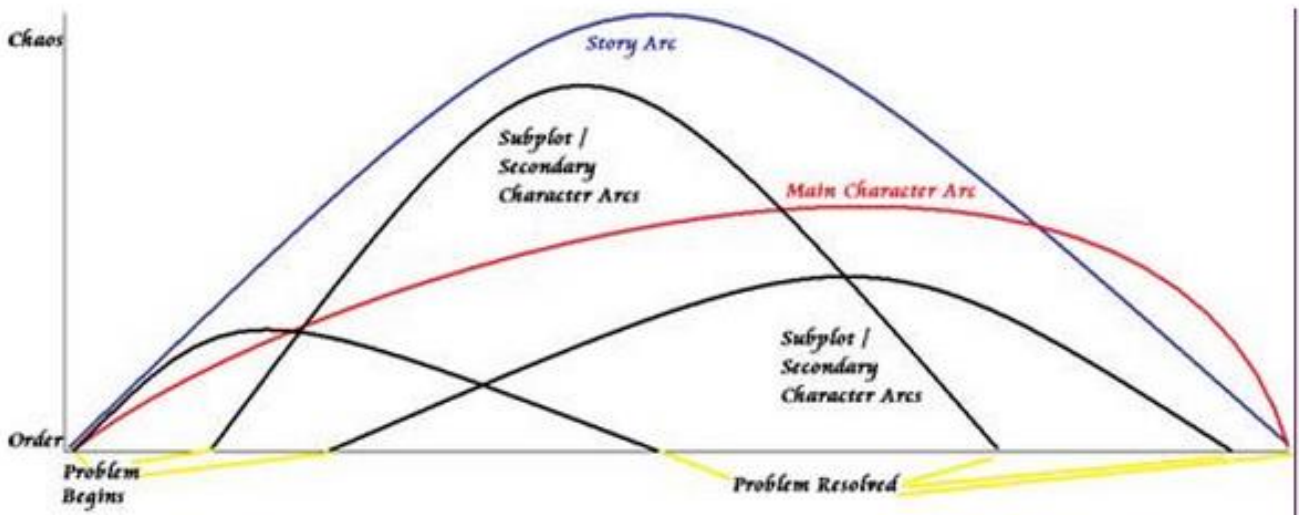 Chaos
Story Arc
Subplot /
Secondary
Character Arcs
Main Character Arc
Subplot /
Secondary
Character Arcs
Order
Problem
Begins
Problem Resolved